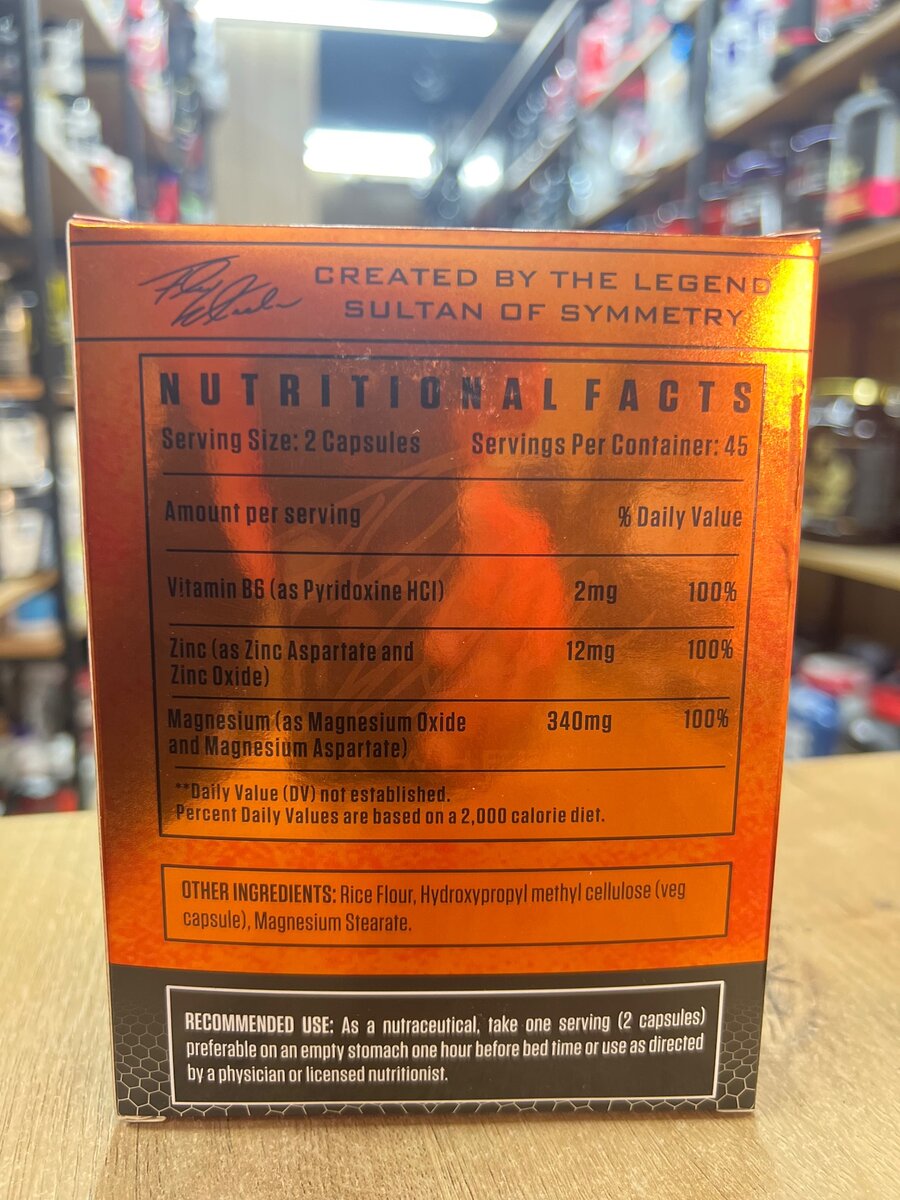 CREATED BY THE LEGEND
SULTAN OF SYMMETRY
NUTRITIONAL FACTS
Serving Size: 2 Capsules Servings Per Container: 45
Amount per serving % Daily Value
Vitamin B6 (as Pyridoxine HCI) 2mg 100%
Zinc (as Zinc Aspartate and 12mg 100%
Zinc Oxide)
Magnesium (as Magnesium Oxide 340mg 100%
and Magnesium Aspartate)
**Daily Value (DV) not established.
Percent Daily Values are based on a 2,000 calorie diet.
OTHER INGREDIENTS: Rice Flour, Hydroxypropyl methyl cellulose (veg
capsule), Magnesium Stearate.
RECOMMENDED USE: As a nutraceutical, take one serving (2 capsules)
preferable on an empty stomach one hour before bed time or use as directed
by a physician or licensed nutritionist.